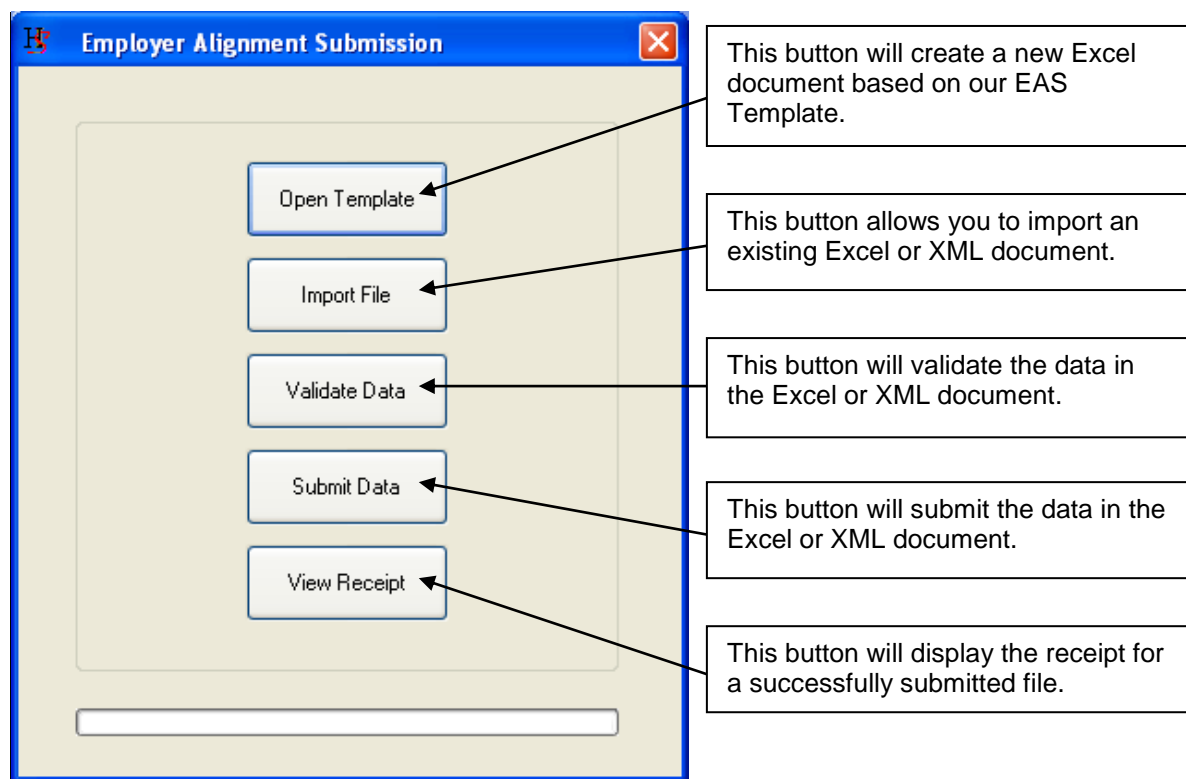 Employer Alignment Submission
This button will create a new Excel
document based on our EAS
Template.
Open Template
This button allows you to import an
existing Excel or XML document.
Import File
This button will validate the data in
the Excel or XML document.
Validate Data
This button will submit the data in the
Excel or XML document.
Submit Data
This button will display the receipt for
a successfully submitted file.
View Receipt